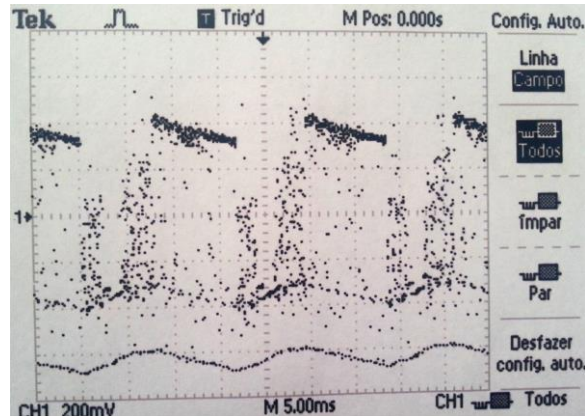 Tek T Trig'd M Pos: 0.000s Config. Auto.
Linha
Campo
Todos
1
Ímpar
Par
Desfazer
config. auto.
CH1 200mV M 5.00ms CH1 Todos